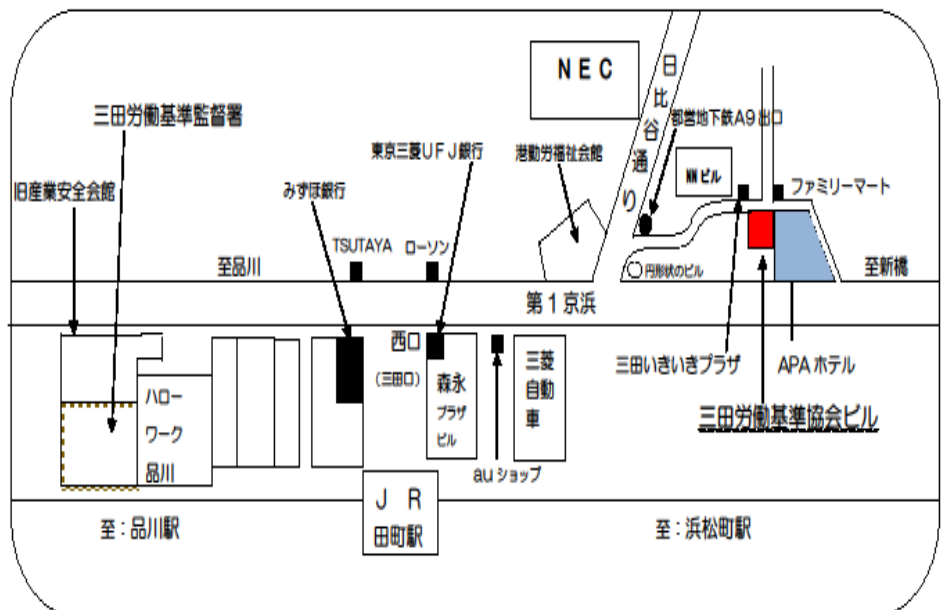 NEC
日比谷通り
三田労働基準監督署
都営地下鉄A9出口
東京三菱UFJ銀行
港勤労福祉会館
NNビル
旧産業安全会館
みずほ銀行
ファミリーマート
TSUTAYA
ローソン
至品川
円形状のビル
至新橋
第1京浜
西口
(三田口)
三田いきいきプラザ
APAホテル
森永
プラザ
ビル
三菱
自動
車
ハロー
ワーク
品川
三田労働基準協会ビル
auショップ
JR
田町駅
至:品川駅
至:浜松町駅